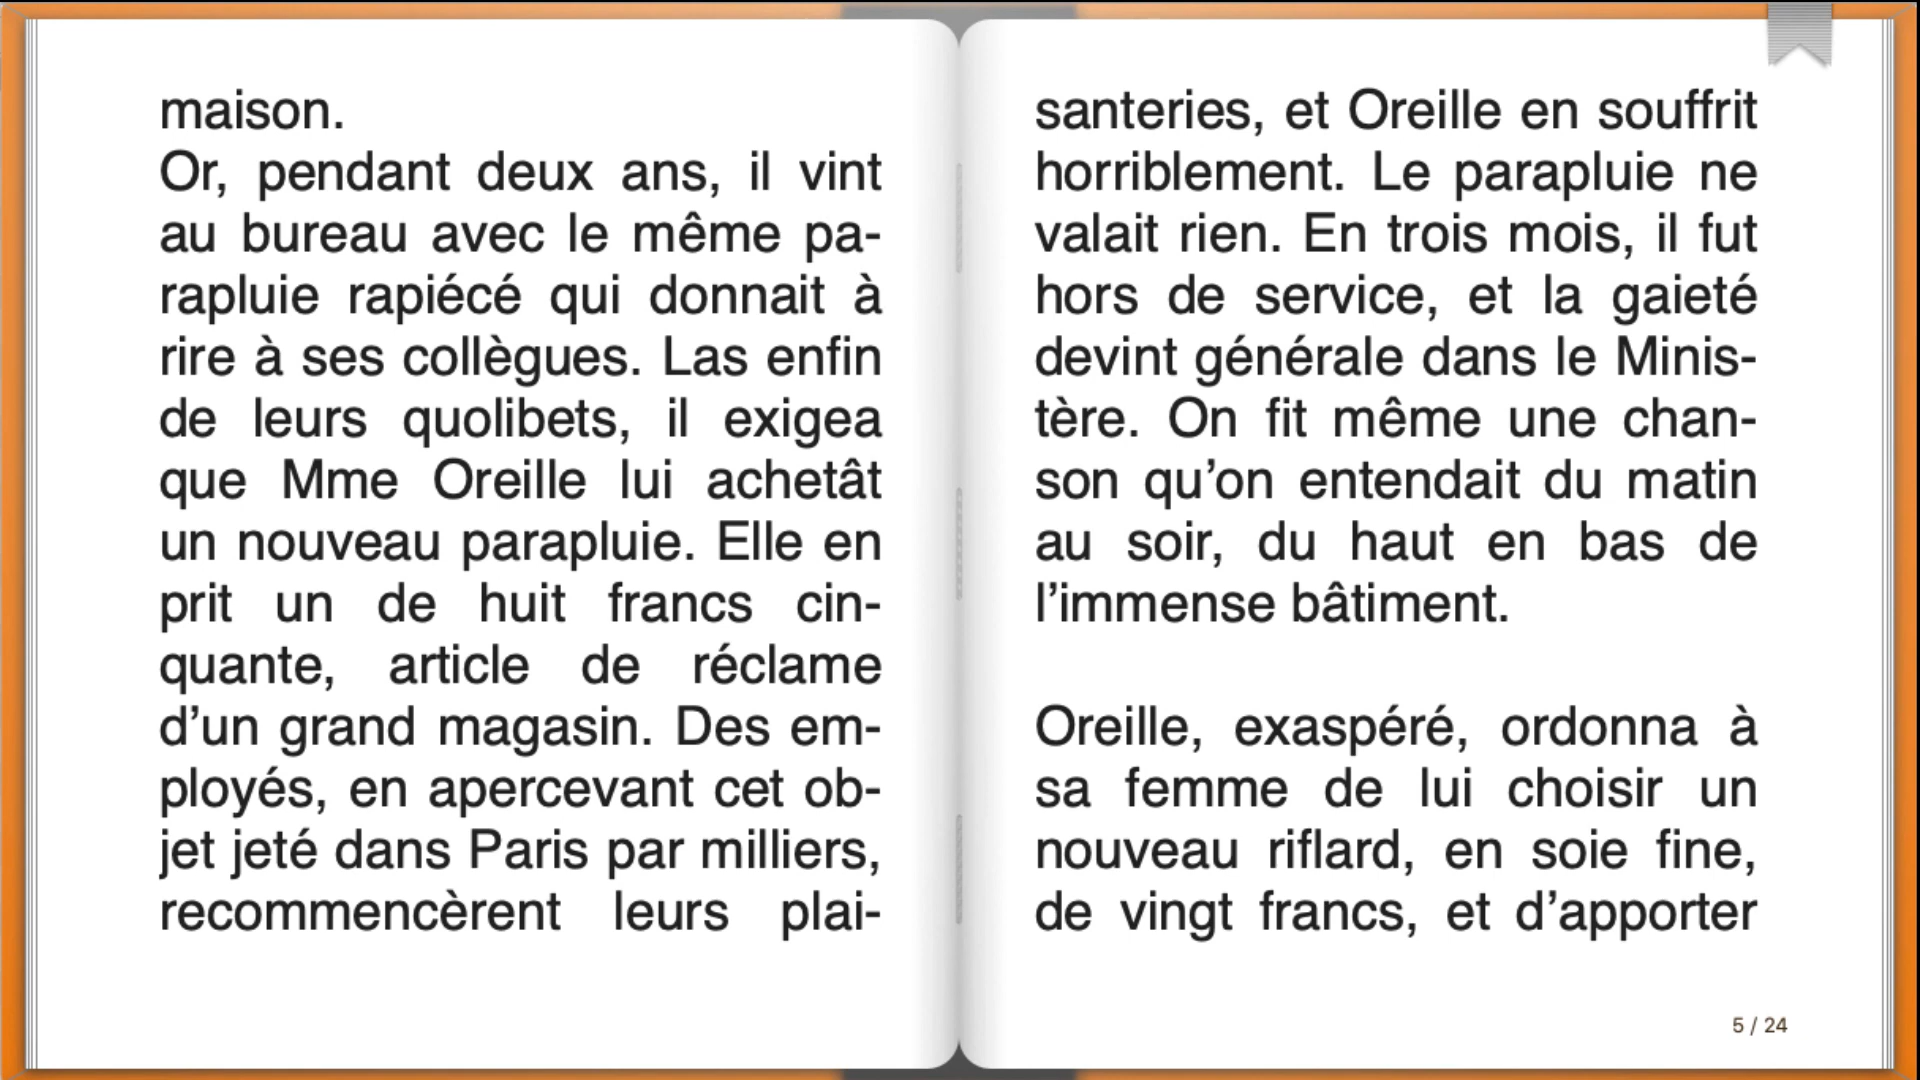 maison.
Or, pendant deux ans, il vint
au bureau avec le même pa-
rapluie rapiécé qui donnait à
rire à ses collègues. Las enfin
de leurs quolibets, il exigea
que Mme Oreille lui achetât
un nouveau parapluie. Elle en
prit un de huit francs cin-
quante, article de réclame
d’un grand magasin. Des em-
ployés, en apercevant cet ob-
jet jeté dans Paris par milliers,
recommencèrent leurs plai-
santeries, et Oreille en souffrit
horriblement. Le parapluie ne
valait rien. En trois mois, il fut
hors de service, et la gaieté
devint générale dans le Minis-
tère. On fit même une chan-
son qu’on entendait du matin
au soir, du haut en bas de
l’immense bâtiment.
Oreille, exaspéré, ordonna à
sa femme de lui choisir un
nouveau riflard, en soie fine,
de vingt francs, et d’apporter
5 / 24